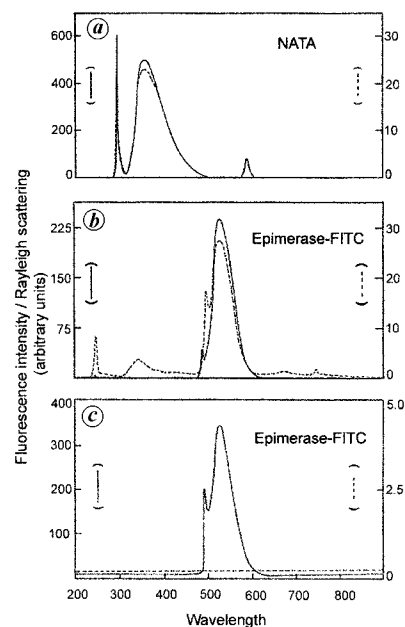 a
NATA
600
400
200
0
30
20
10
0
b
Epimerase-FITC
225
150
75
30
20
10
0
c
Epimerase-FITC
400
300
200
100
5.0
2.5
0
200 300 400 500 600 700 800
Wavelength
Fluorescence intensity / Rayleigh scattering
(arbitrary units)